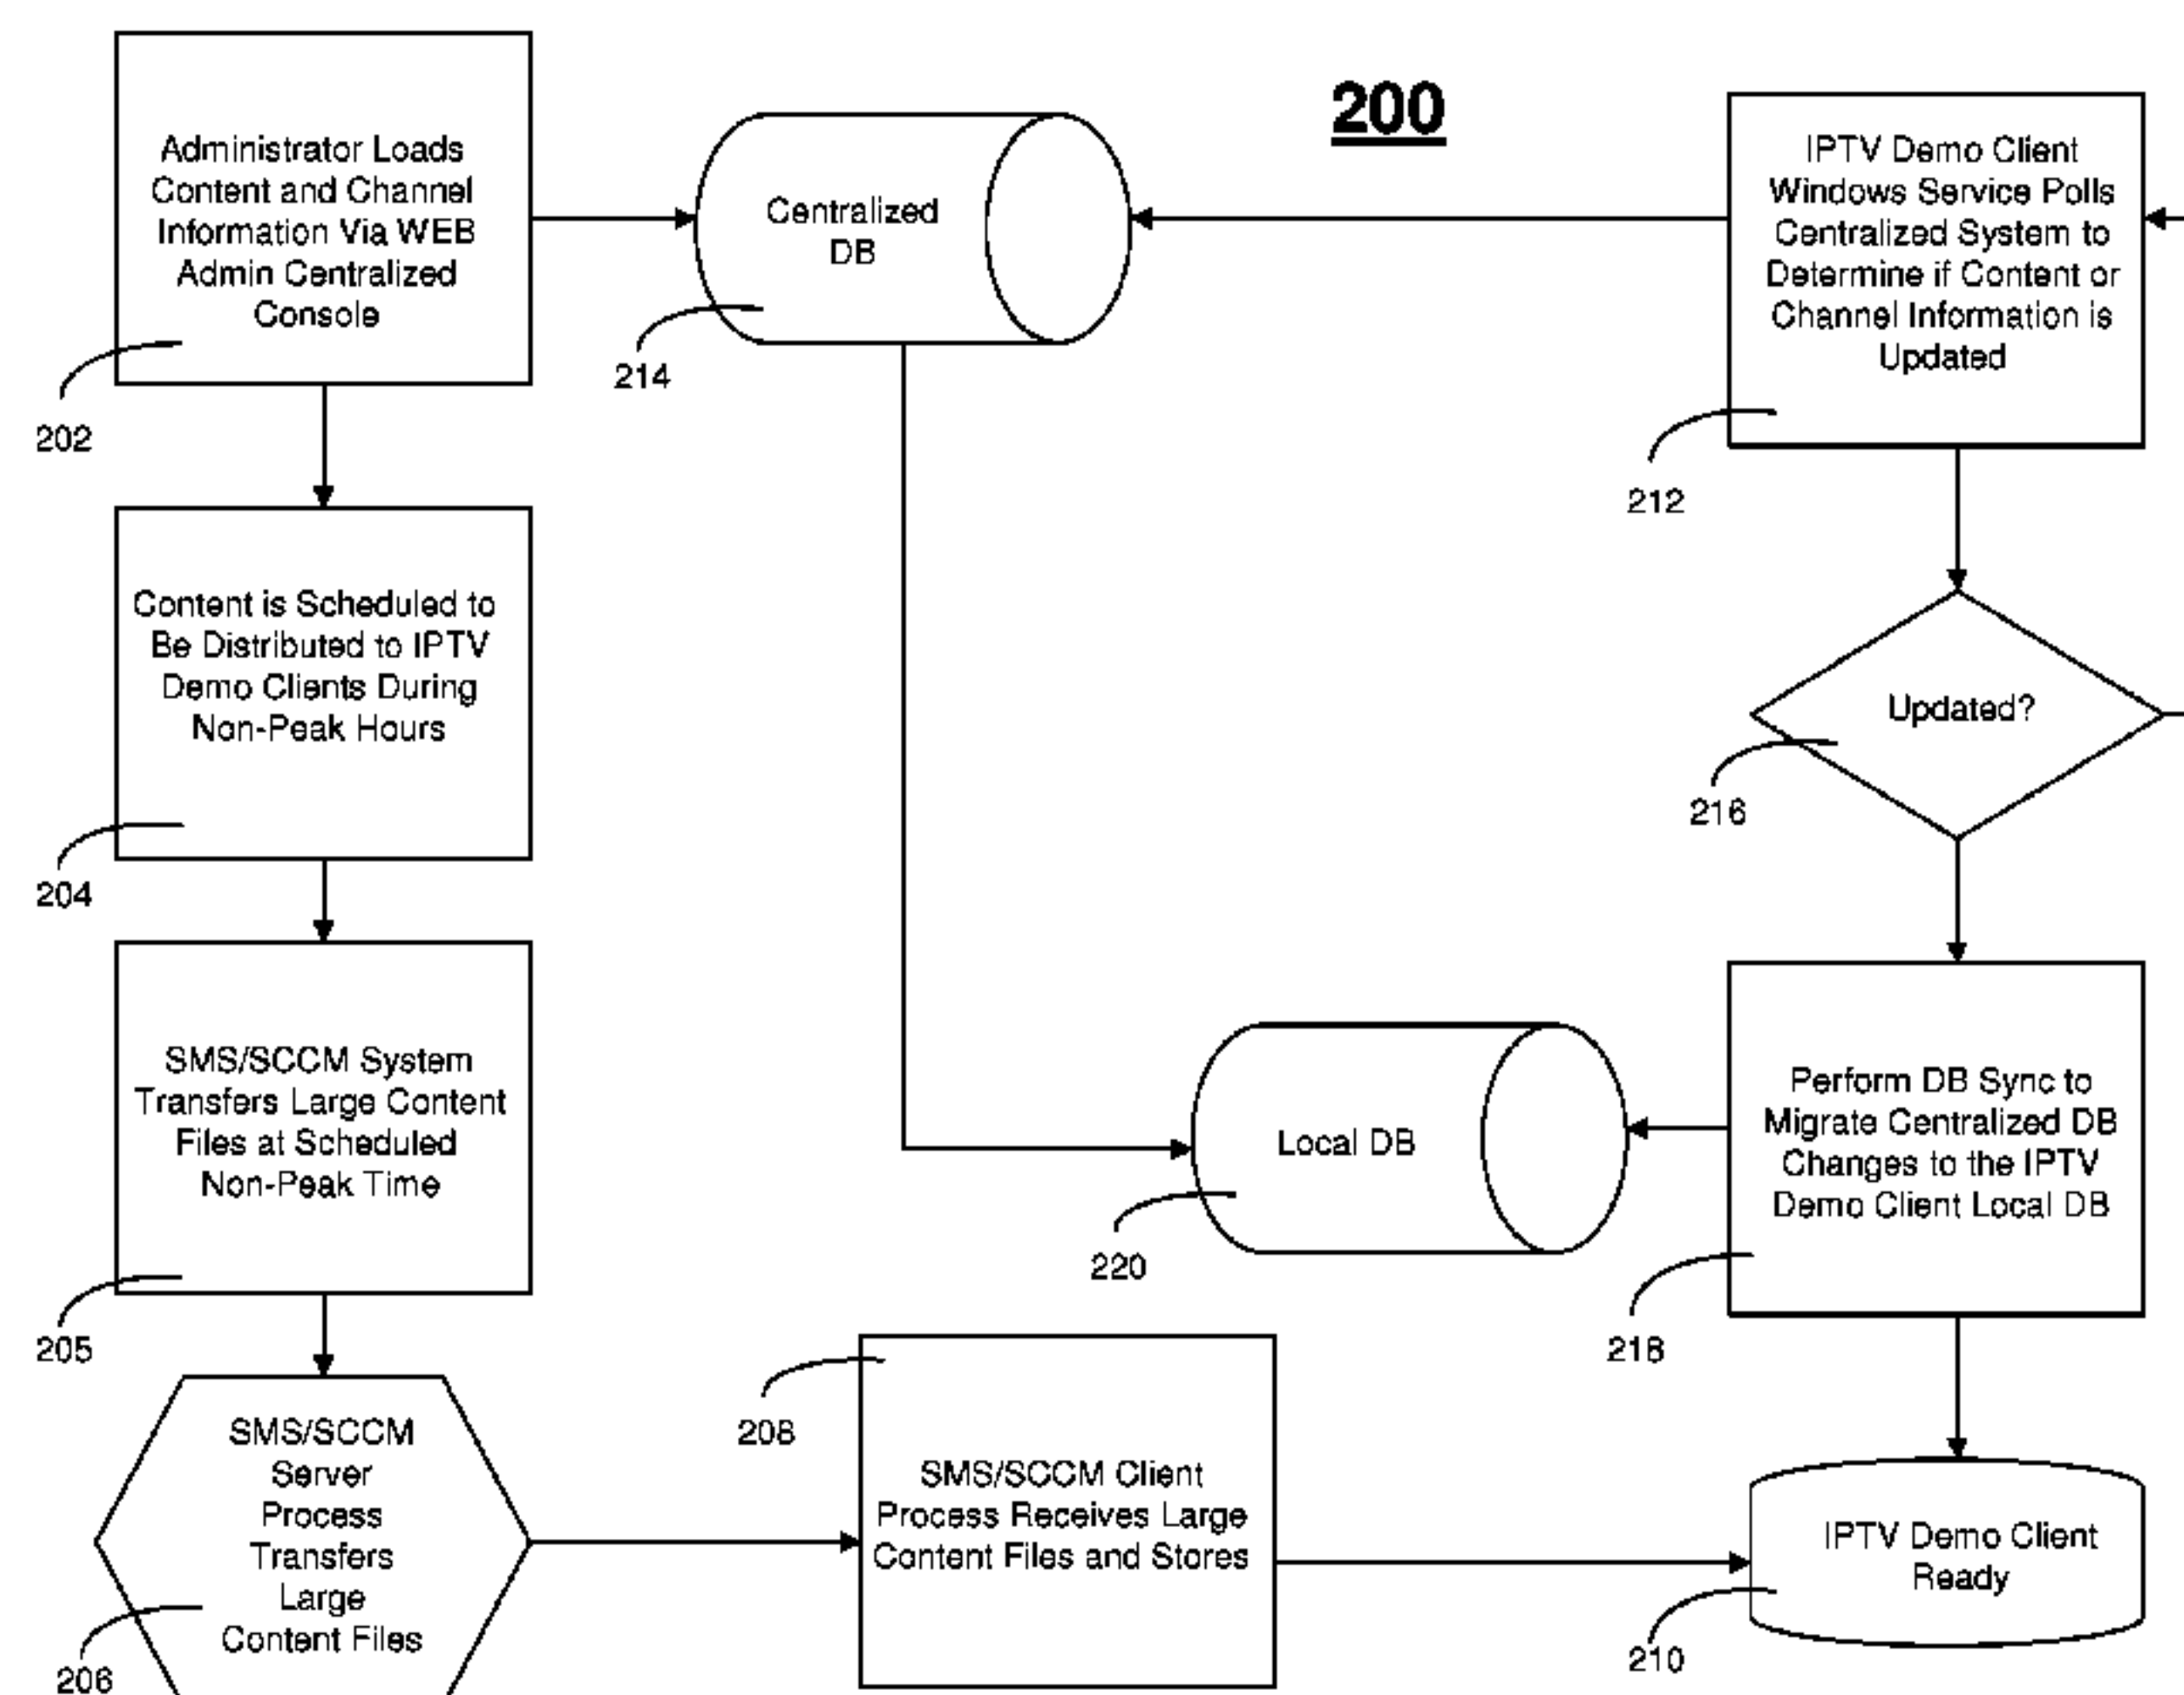 200
Administrator Loads
Content and Channel
Information Via WEB
Admin Centralized
Console
202
Centralized
DB
214
IPTV Demo Client
Windows Service Polls
Centralized System to
Determine if Content or
Channel Information is
Updated
212
Content is Scheduled to
Be Distributed to IPTV
Demo Clients During
Non-Peak Hours
204
Updated?
216
SMS/SCCM System
Transfers Large Content
Files at Scheduled
Non-Peak Time
205
Local DB
220
Perform DB Sync to
Migrate Centralized DB
Changes to the IPTV
Demo Client Local DB
218
SMS/SCCM
Server
Process
Transfers
Large
Content Files
206
208
SMS/SCCM Client
Process Receives Large
Content Files and Stores
IPTV Demo Client
Ready
210